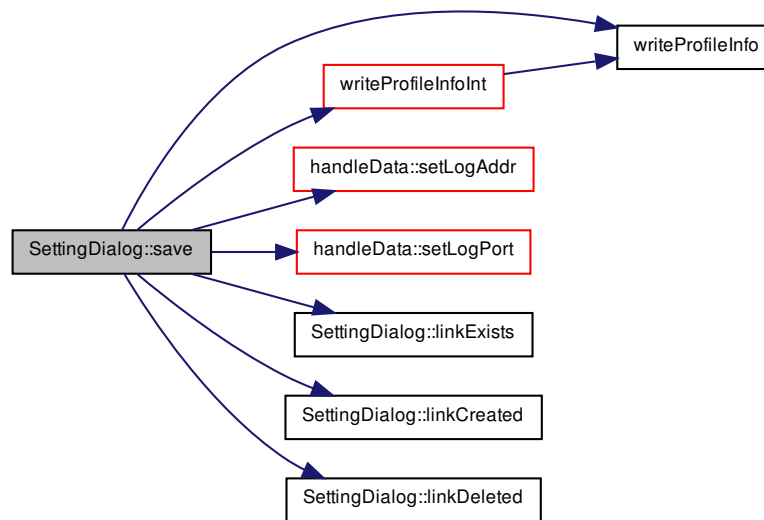 writeProfileInfo
writeProfileInfoInt
handleData::setLogAddr
SettingDialog::save
handleData::setLogPort
SettingDialog::linkExists
SettingDialog::linkCreated
SettingDialog::linkDeleted